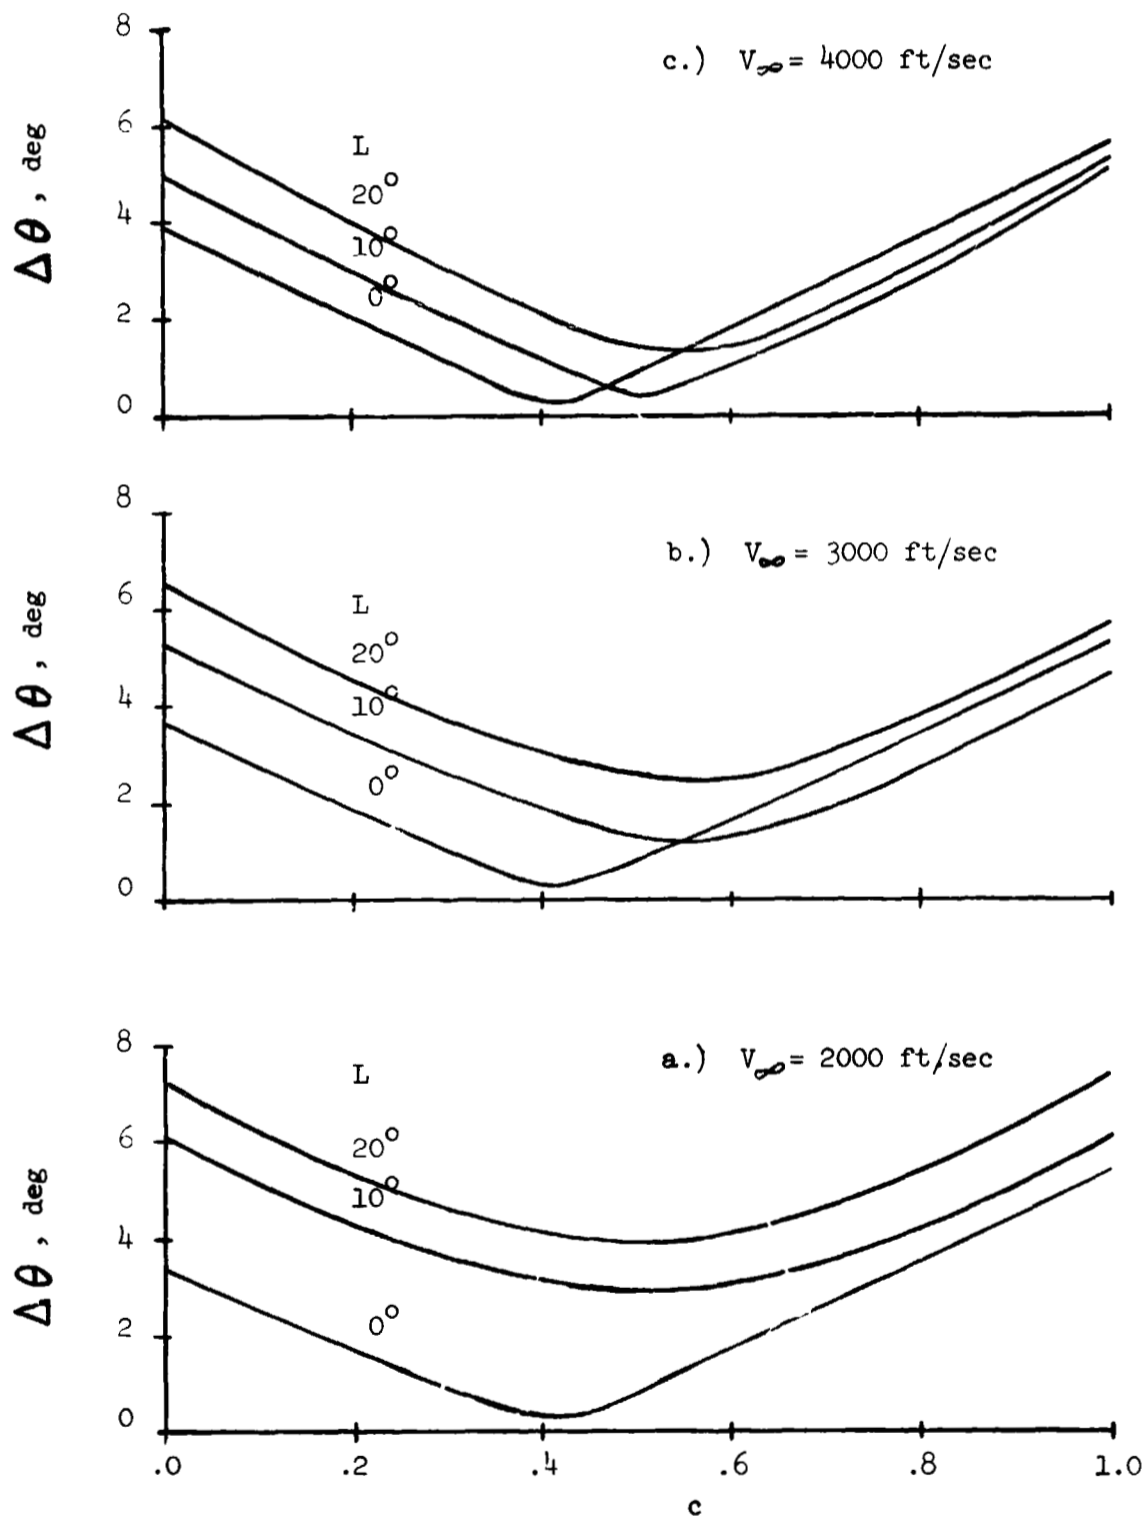 8
c.) V∞ = 4000 ft/sec
6
L
20°
4
10°
0°
2
0
Δθ, deg
8
b.) V∞ = 3000 ft/sec
6
L
20°
4
10°
0°
2
0
Δθ, deg
8
a.) V∞ = 2000 ft/sec
L
6
20°
10°
4
0°
2
0
Δθ, deg
.0 .2 .4 .6 .8 1.0
c